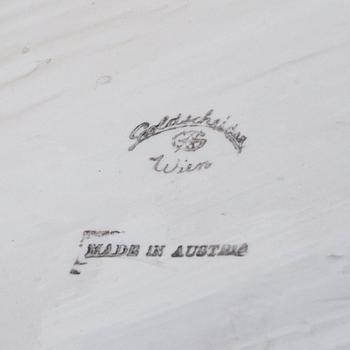 Goldscheider
Wien
MADE IN AUSTRIA